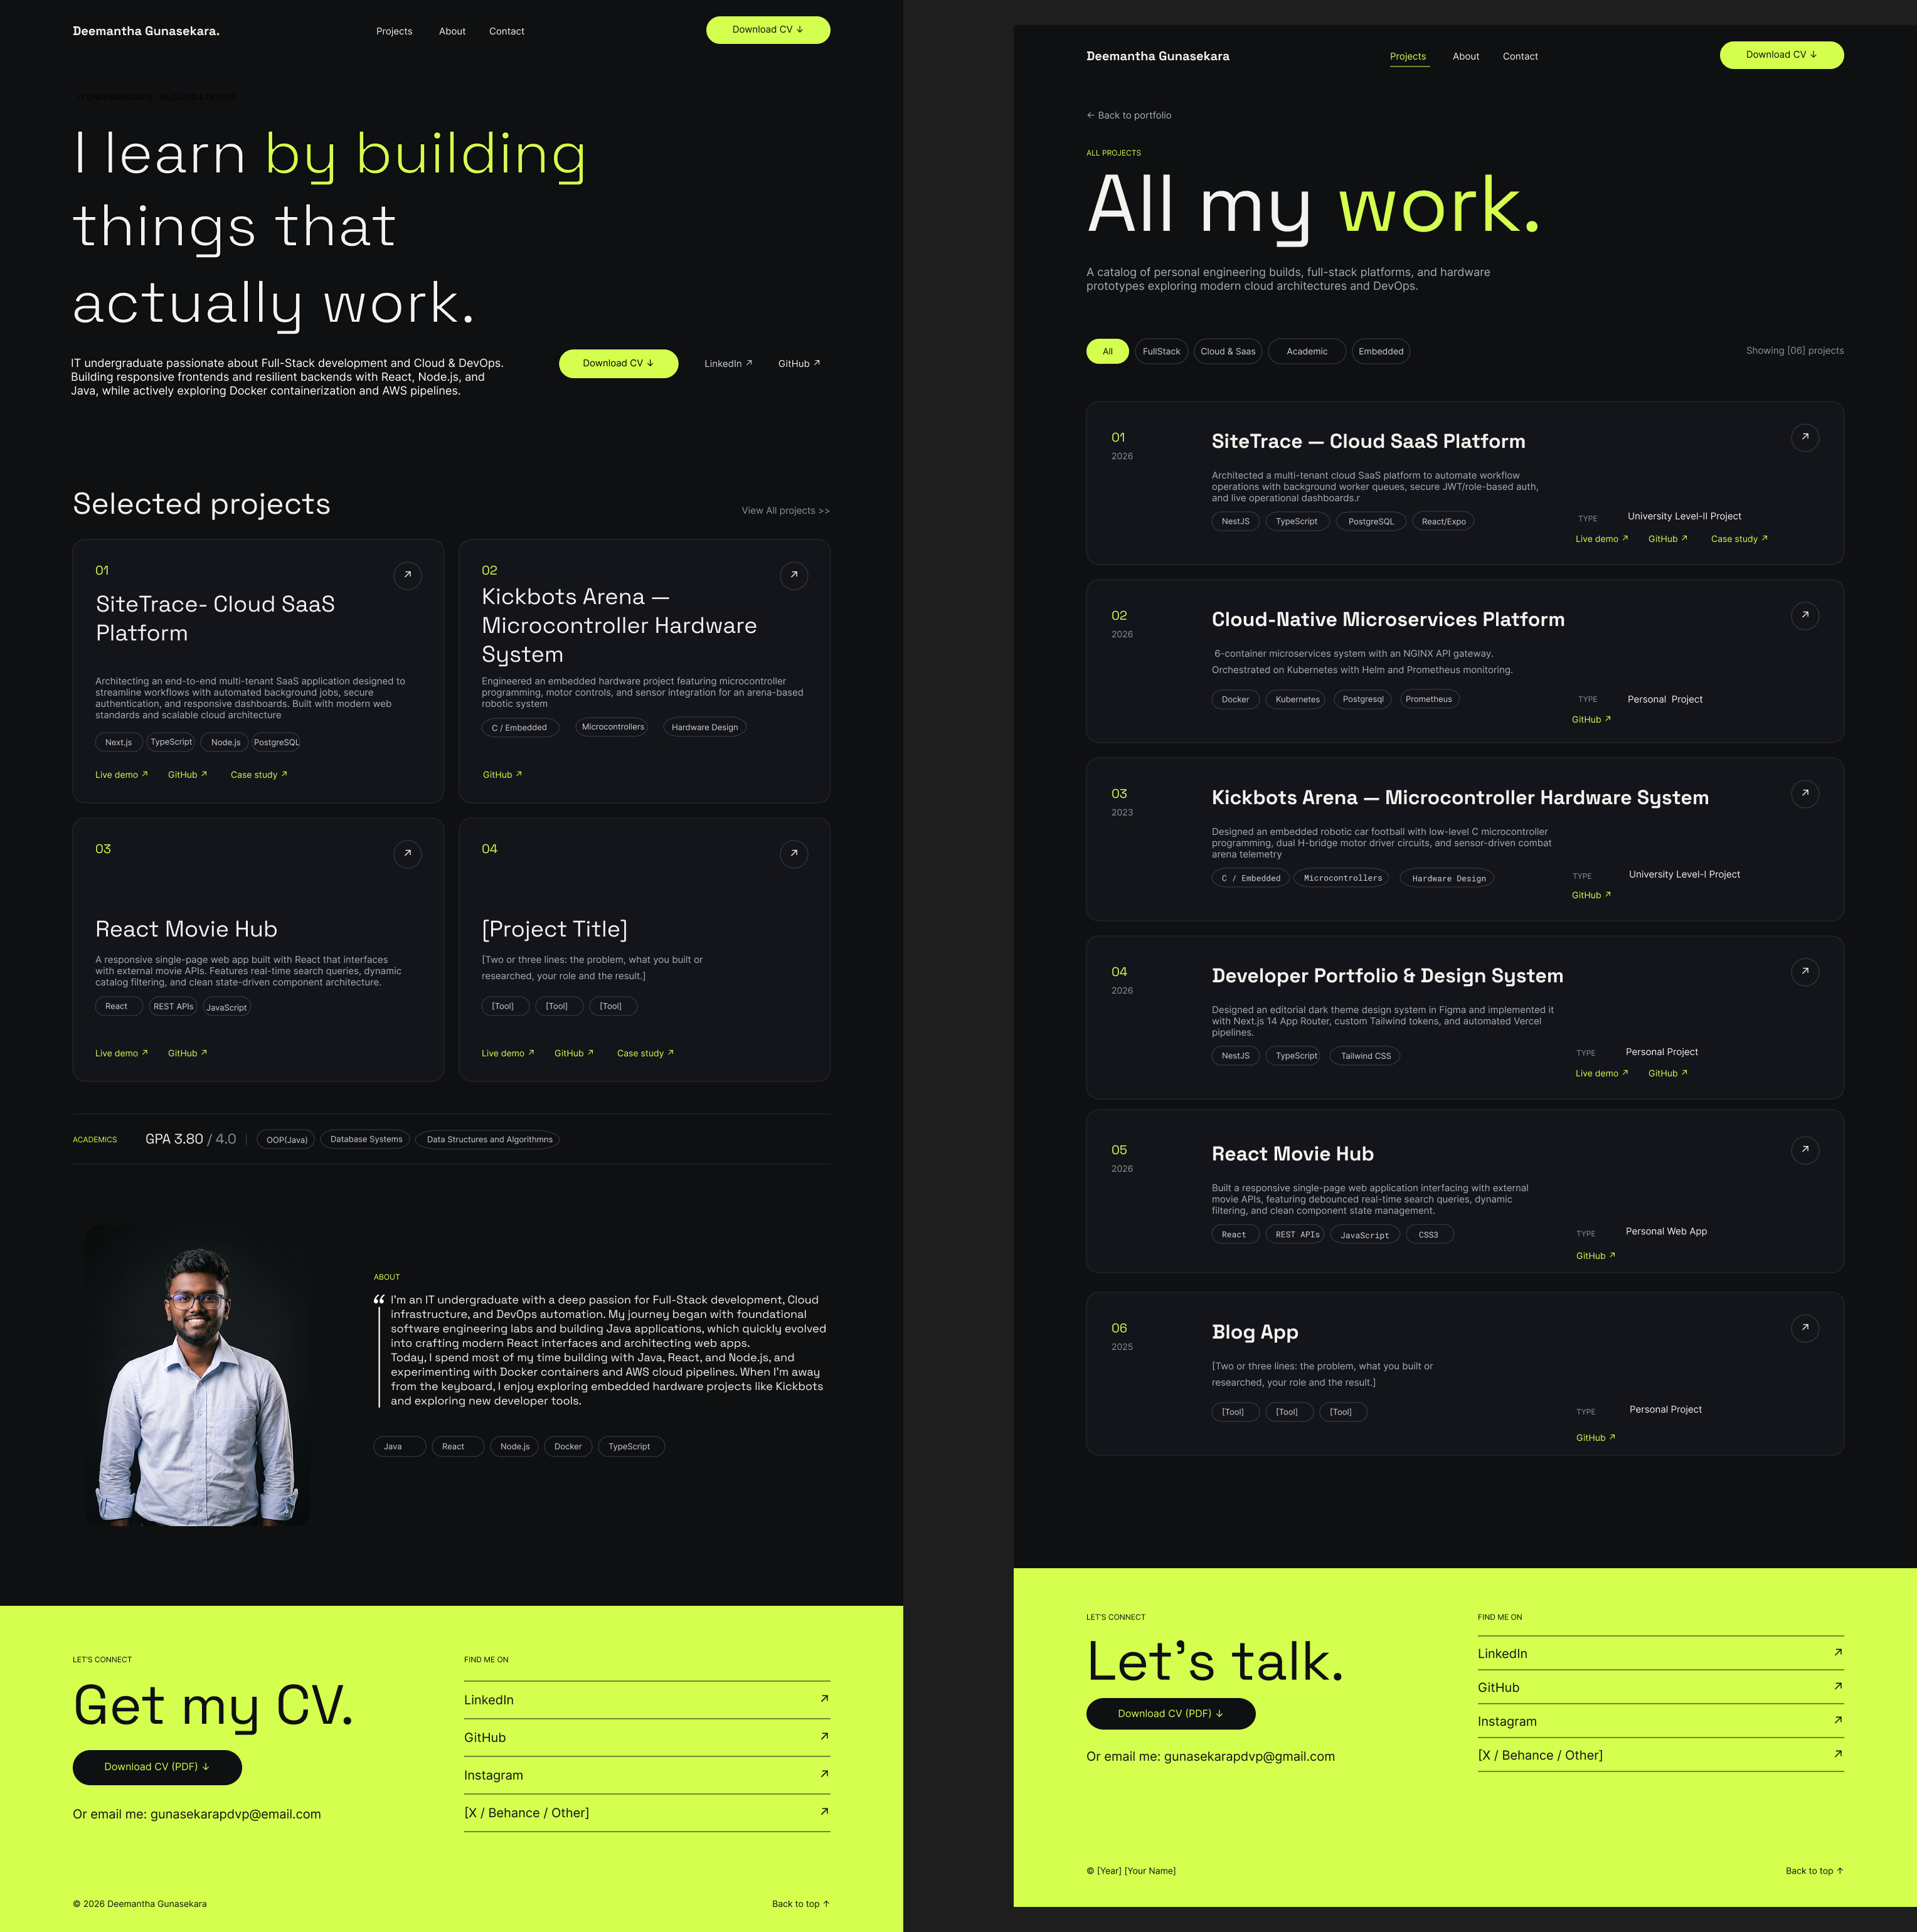 Deemantha Gunasekara.
Projects About Contact
Download CV ↓
IT UNDERGRADUATE
I learn by building
things that
actually work.
IT undergraduate passionate about Full-Stack development and Cloud & DevOps.
Building responsive frontends and resilient backends with React, Node.js, and
Java, while actively exploring Docker containerization and AWS pipelines.
Download CV ↓
LinkedIn ↗
GitHub ↗
Selected projects
View All projects >>
01
↗
SiteTrace- Cloud SaaS
Platform
Architecting an end-to-end multi-tenant SaaS application designed to
streamline workflows with automated background jobs, secure
authentication, and responsive dashboards. Built with modern web
standards and scalable cloud architecture
Next.js TypeScript Node.js PostgreSQL
Live demo ↗ GitHub ↗ Case study ↗
02
↗
Kickbots Arena —
Microcontroller Hardware
System
Engineered an embedded hardware project featuring microcontroller
programming, motor controls, and sensor integration for an arena-based
robotic system
C / Embedded Microcontrollers Hardware Design
GitHub ↗
03
↗
React Movie Hub
A responsive single-page web app built with React that interfaces
with external movie APIs. Features real-time search queries, dynamic
catalog filtering, and clean state-driven component architecture.
React REST APIs JavaScript
Live demo ↗ GitHub ↗
04
↗
[Project Title]
[Two or three lines: the problem, what you built or
researched, your role and the result.]
[Tool] [Tool] [Tool]
Live demo ↗ GitHub ↗ Case study ↗
ACADEMICS GPA 3.80 / 4.0 OOP(Java) Database Systems Data Structures and Algorithmns
ABOUT
“ I’m an IT undergraduate with a deep passion for Full-Stack development, Cloud
infrastructure, and DevOps automation. My journey began with foundational
software engineering labs and building Java applications, which quickly evolved
into crafting modern React interfaces and architecting web apps.
Today, I spend most of my time building with Java, React, and Node.js, and
experimenting with Docker containers and AWS cloud pipelines. When I’m away
from the keyboard, I enjoy exploring embedded hardware projects like Kickbots
and exploring new developer tools.
Java React Node.js Docker TypeScript
LET'S CONNECT
Get my CV.
Download CV (PDF) ↓
Or email me: gunasekarapdvp@email.com
FIND ME ON
LinkedIn ↗
GitHub ↗
Instagram ↗
[X / Behance / Other] ↗
© 2026 Deemantha Gunasekara
Back to top ↑
Deemantha Gunasekara
Projects About Contact
Download CV ↓
← Back to portfolio
ALL PROJECTS
All my work.
A catalog of personal engineering builds, full-stack platforms, and hardware
prototypes exploring modern cloud architectures and DevOps.
All FullStack Cloud & Saas Academic Embedded
Showing [06] projects
01
2026
SiteTrace — Cloud SaaS Platform
↗
Architected a multi-tenant cloud SaaS platform to automate workflow
operations with background worker queues, secure JWT/role-based auth,
and live operational dashboards.r
NestJS TypeScript PostgreSQL React/Expo
TYPE University Level-II Project
Live demo ↗ GitHub ↗ Case study ↗
02
2026
Cloud-Native Microservices Platform
↗
6-container microservices system with an NGINX API gateway.
Orchestrated on Kubernetes with Helm and Prometheus monitoring.
Docker Kubernetes Postgresql Prometheus
TYPE Personal Project
GitHub ↗
03
2023
Kickbots Arena — Microcontroller Hardware System
↗
Designed an embedded robotic car football with low-level C microcontroller
programming, dual H-bridge motor driver circuits, and sensor-driven combat
arena telemetry
C / Embedded Microcontrollers Hardware Design
TYPE University Level-I Project
GitHub ↗
04
2026
Developer Portfolio & Design System
↗
Designed an editorial dark theme design system in Figma and implemented it
with Next.js 14 App Router, custom Tailwind tokens, and automated Vercel
pipelines.
NestJS TypeScript Tailwind CSS
TYPE Personal Project
Live demo ↗ GitHub ↗
05
2026
React Movie Hub
↗
Built a responsive single-page web application interfacing with external
movie APIs, featuring debounced real-time search queries, dynamic
filtering, and clean component state management.
React REST APIs JavaScript CSS3
TYPE Personal Web App
GitHub ↗
06
2025
Blog App
↗
[Two or three lines: the problem, what you built or
researched, your role and the result.]
[Tool] [Tool] [Tool]
TYPE Personal Project
GitHub ↗
LET'S CONNECT
Let’s talk.
Download CV (PDF) ↓
Or email me: gunasekarapdvp@gmail.com
FIND ME ON
LinkedIn ↗
GitHub ↗
Instagram ↗
[X / Behance / Other] ↗
© [Year] [Your Name]
Back to top ↑